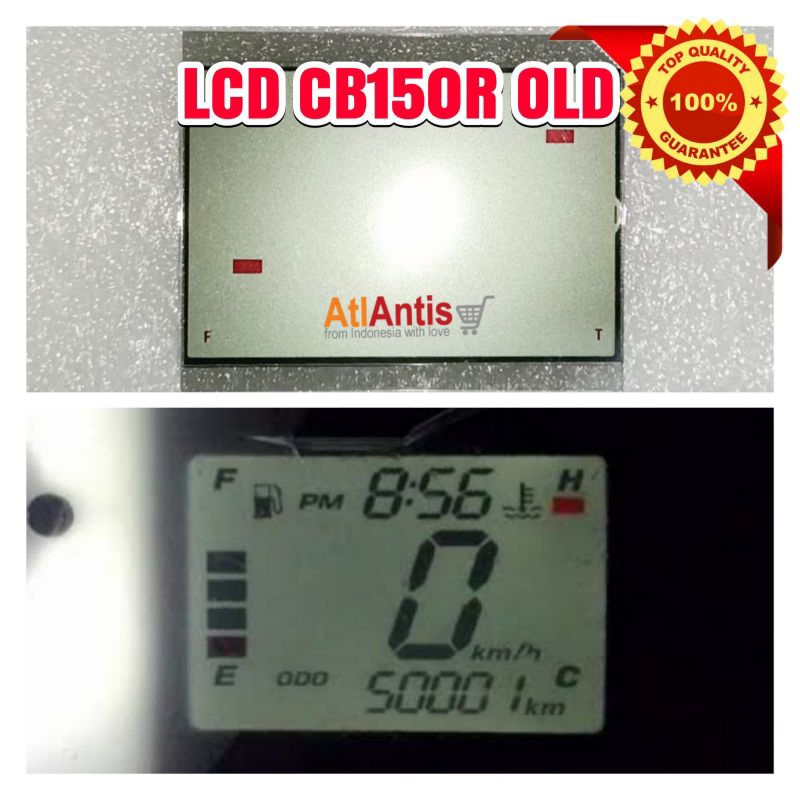 LCD CB150R OLD
TOP QUALITY
100%
GUARANTEE
AtlAntis
from Indonesia with love
F
T
F
PM 8:56 H
0 km/h
E ODO 50001 km C